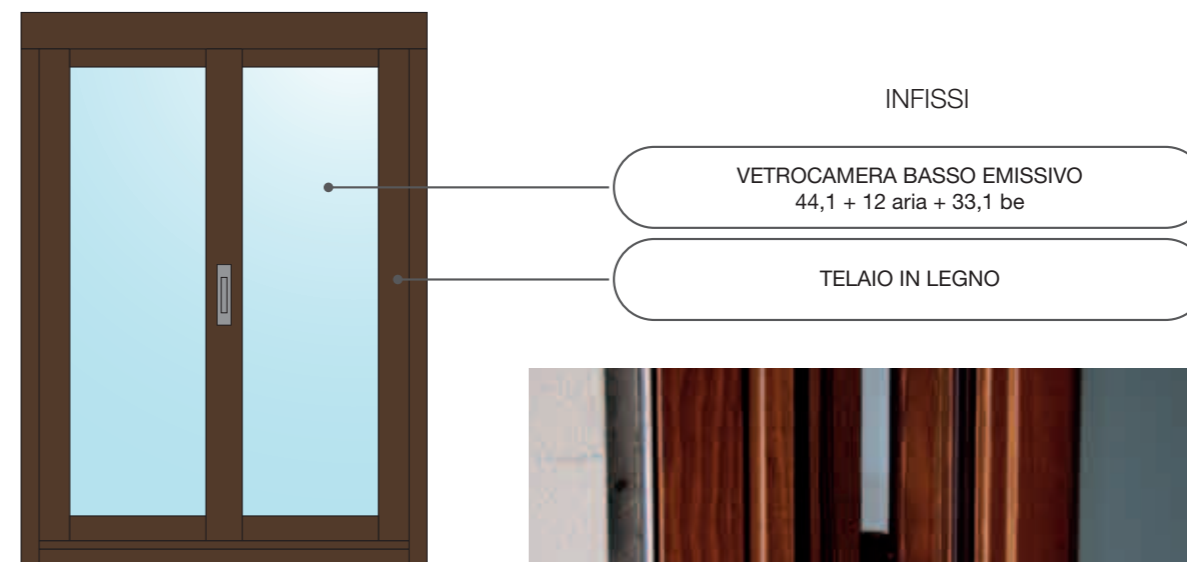 INFISSI
VETROCAMERA BASSO EMISSIVO
44,1 + 12 aria + 33,1 be
TELAIO IN LEGNO